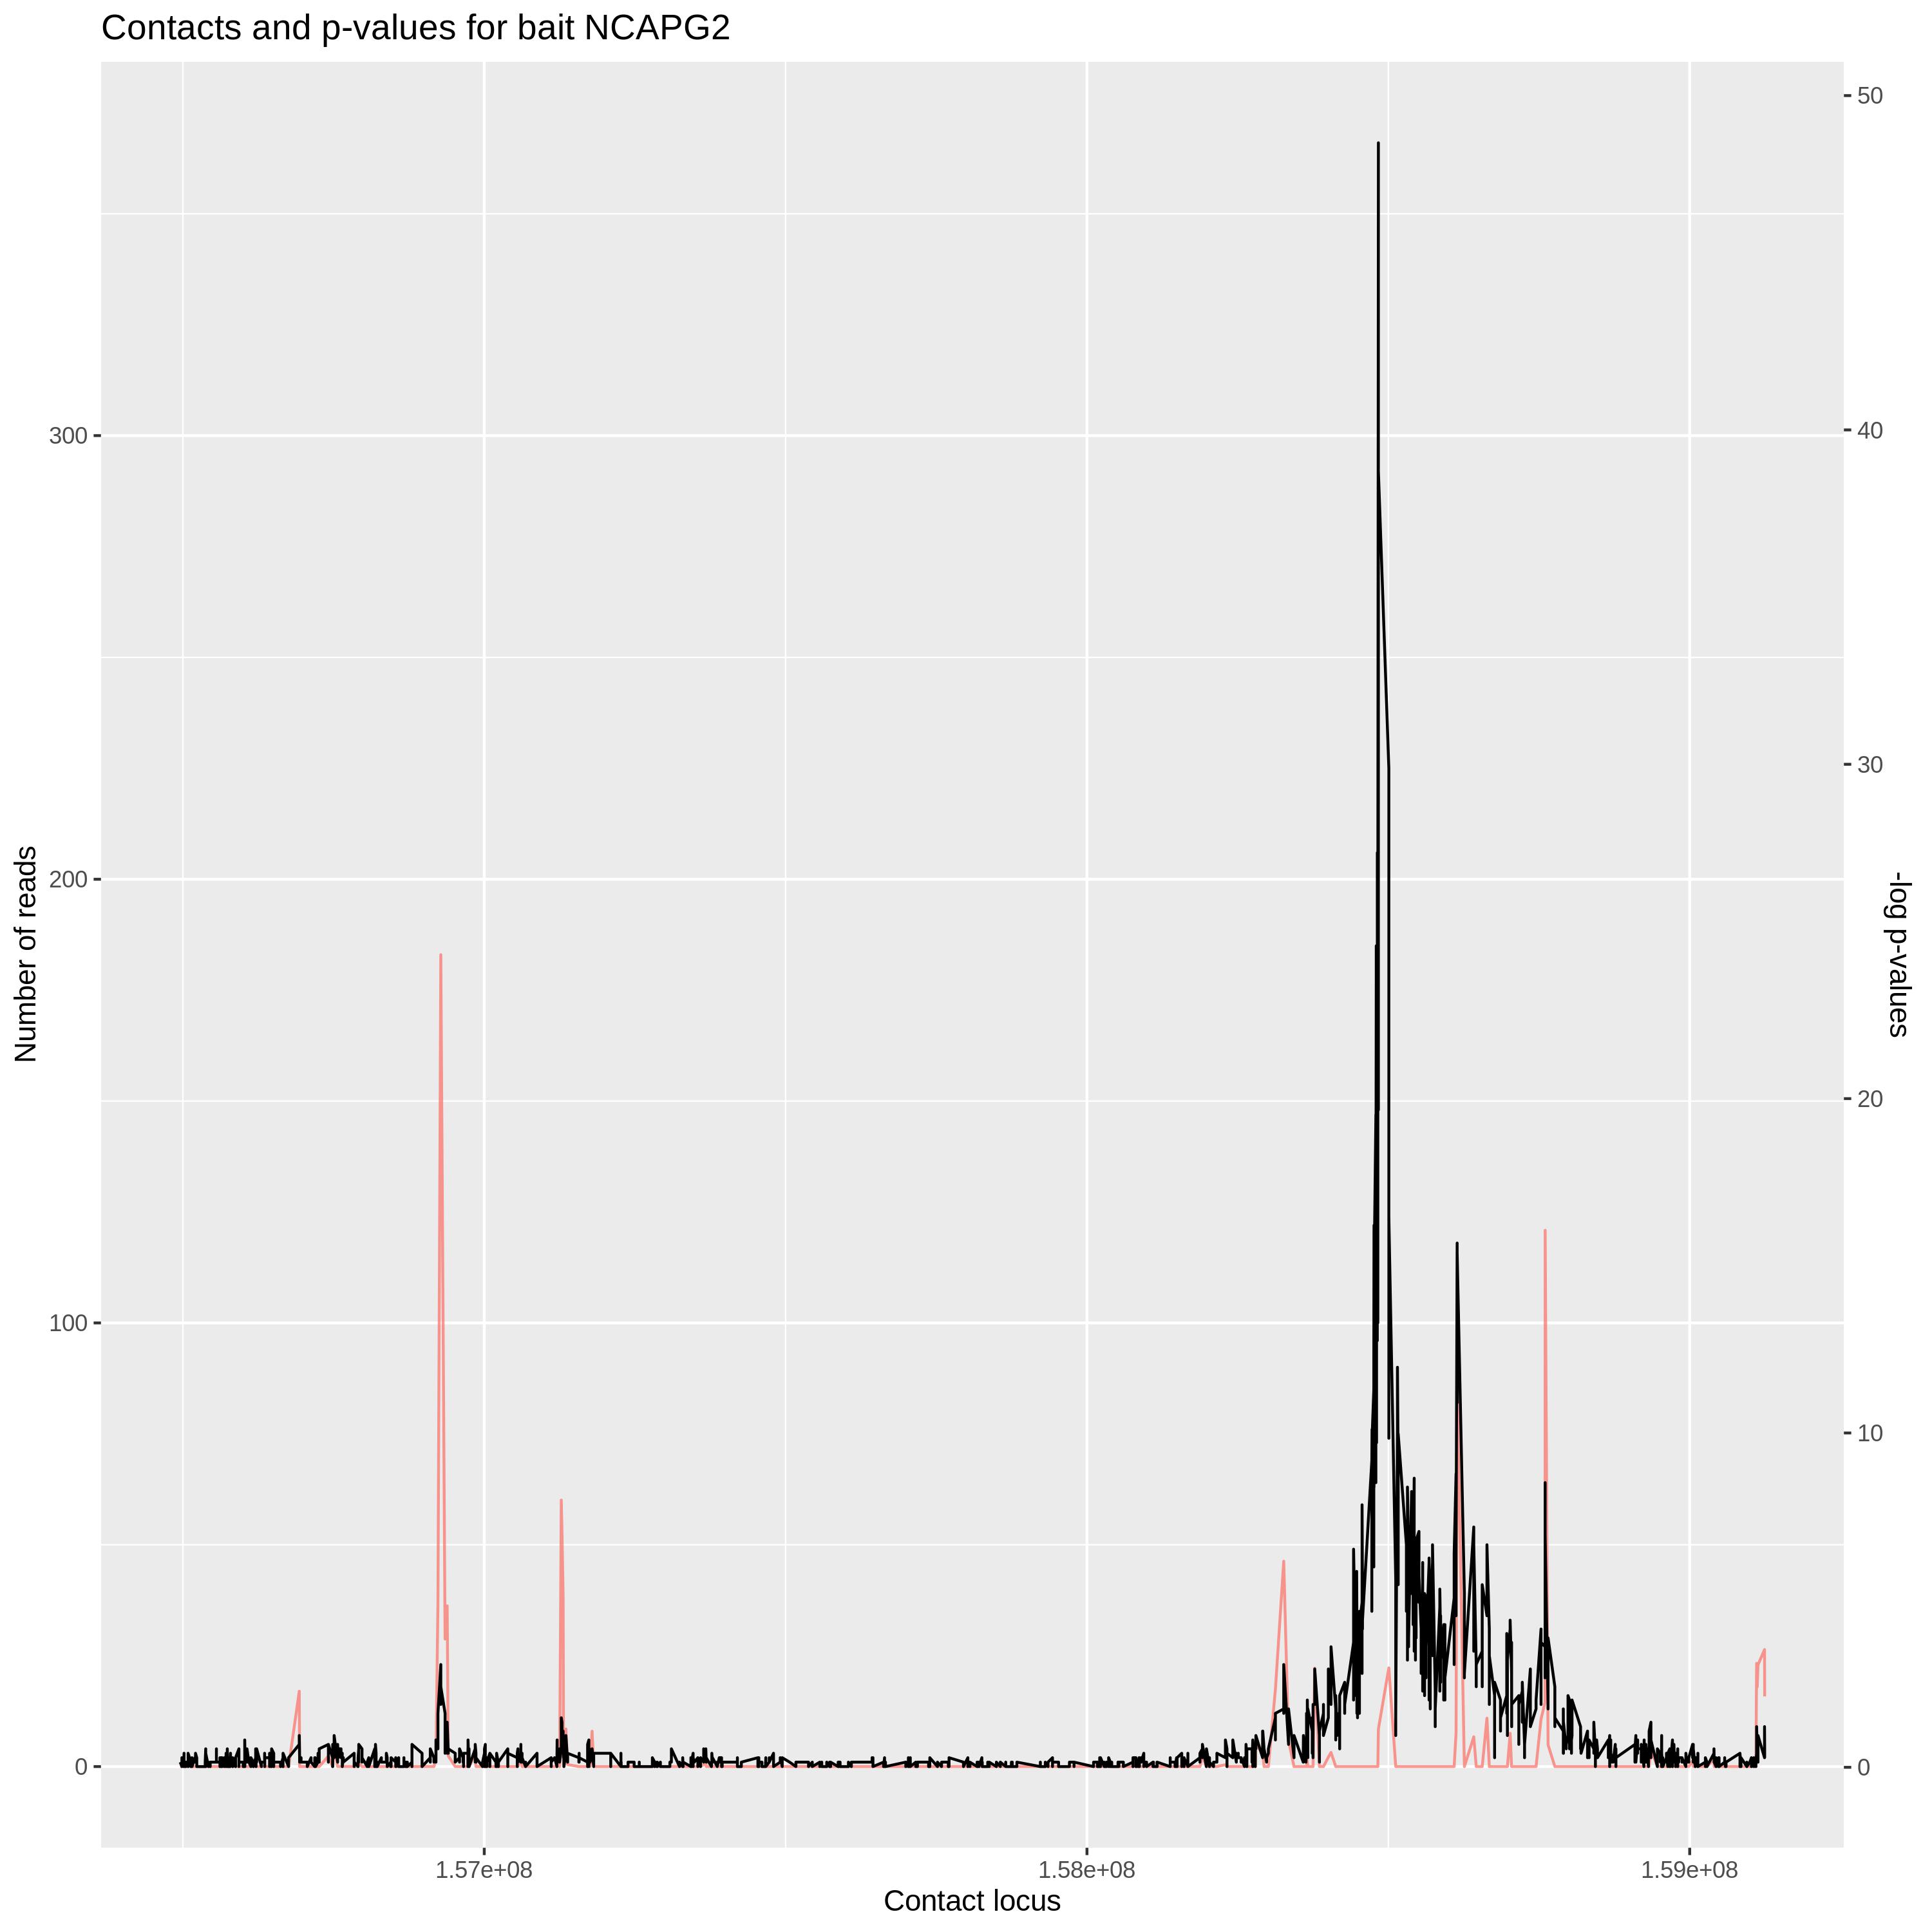 Contacts and p-values for bait NCAPG2
50
40
30
20
10
0
300
200
100
0
Number of reads
-log p-values
1.57e+08
1.58e+08
1.59e+08
Contact locus